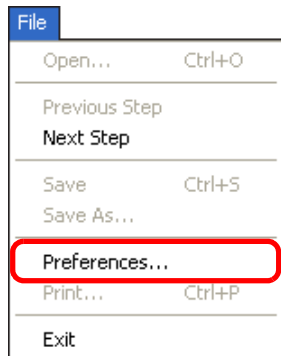 File
Open... Ctrl+O
Previous Step
Next Step
Save Ctrl+S
Save As...
Preferences...
Print... Ctrl+P
Exit